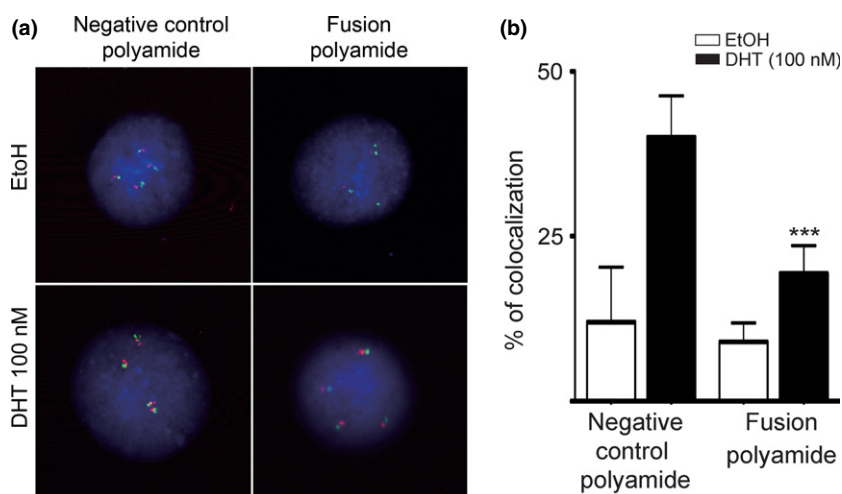 (a)
Negative control
polyamide
Fusion
polyamide
EtoH
DHT 100 nM
(b)
EtOH
DHT (100 nM)
% of colocalization
50
25
***
Negative
control
polyamide
Fusion
polyamide